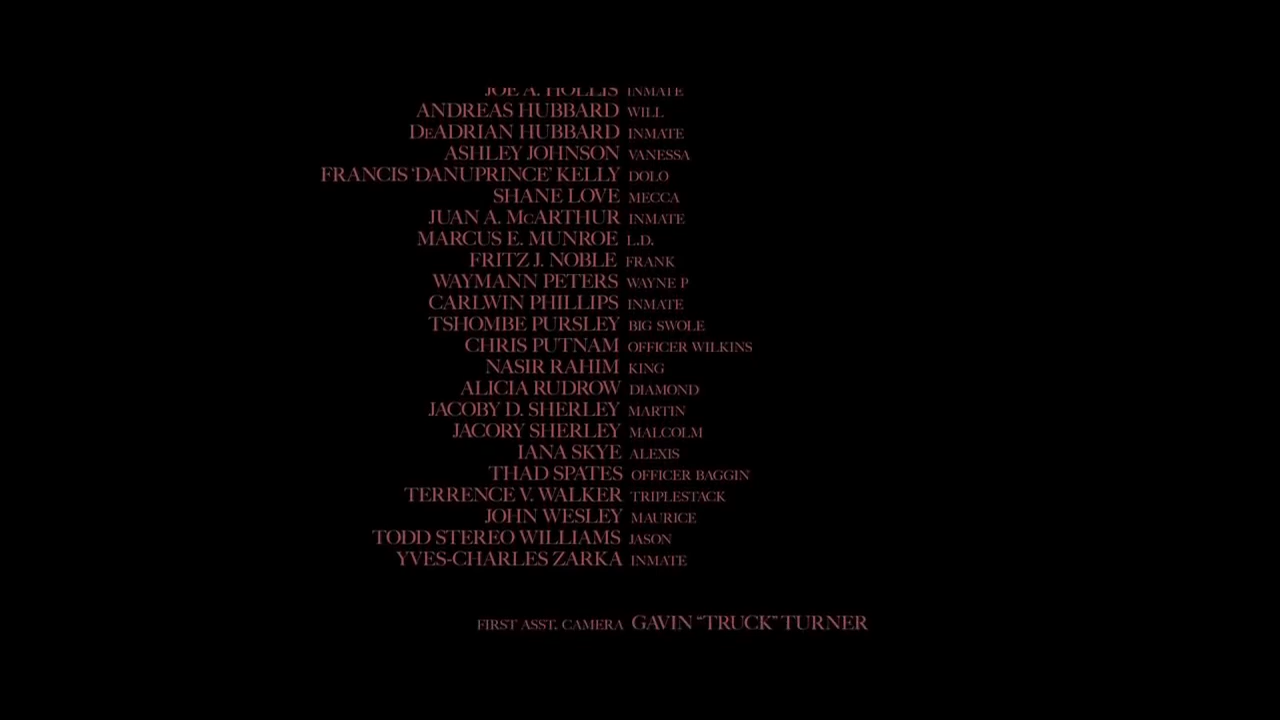 JOE A. HOLLIS INMATE
ANDREAS HUBBARD WILL
DeADRIAN HUBBARD INMATE
ASHLEY JOHNSON VANESSA
FRANCIS ‘DANUPRINCE’ KELLY DOLO
SHANE LOVE MECCA
JUAN A. McARTHUR INMATE
MARCUS E. MUNROE L.D.
FRITZ J. NOBLE FRANK
WAYMANN PETERS WAYNE P
CARLWIN PHILLIPS INMATE
TSHOMBE PURSLEY BIG SWOLE
CHRIS PUTNAM OFFICER WILKINS
NASIR RAHIM KING
ALICIA RUDROW DIAMOND
JACOBY D. SHERLEY MARTIN
JACORY SHERLEY MALCOLM
IANA SKYE ALEXIS
THAD SPATES OFFICER BAGGIN
TERRENCE V. WALKER TRIPLESTACK
JOHN WESLEY MAURICE
TODD STEREO WILLIAMS JASON
YVES-CHARLES ZARKA INMATE
FIRST ASST. CAMERA GAVIN “TRUCK” TURNER